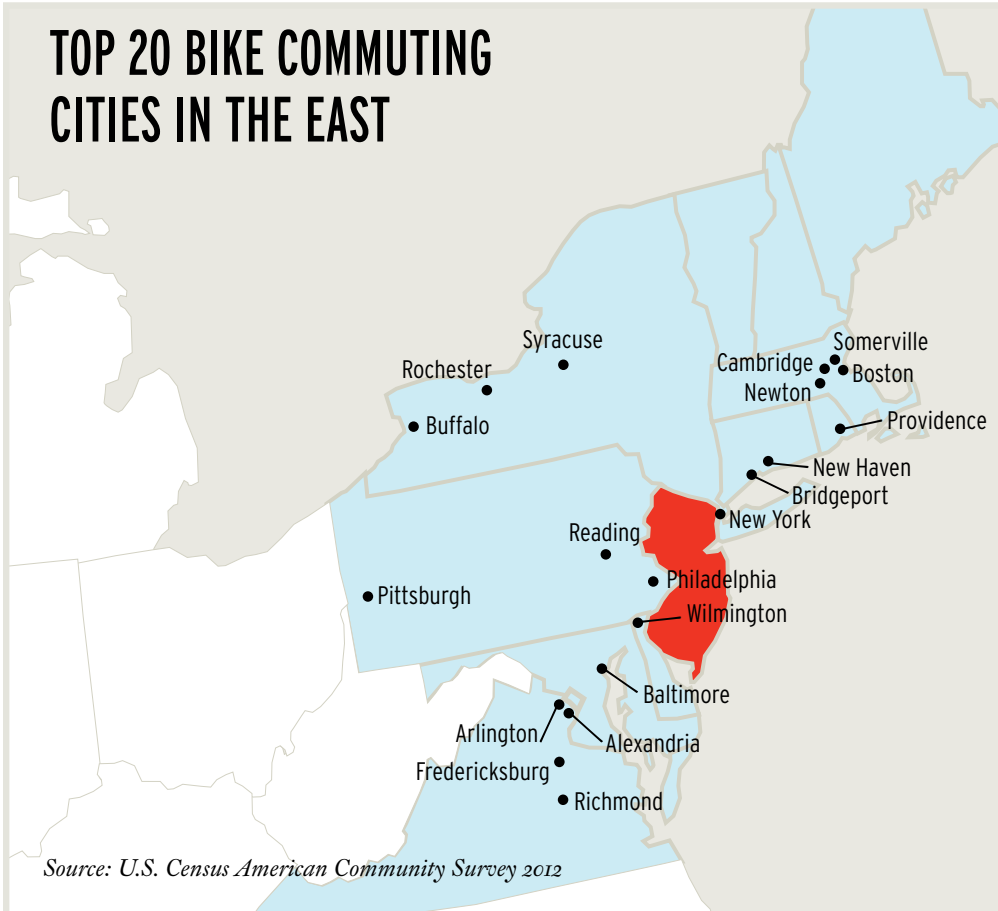 TOP 20 BIKE COMMUTING
CITIES IN THE EAST
Syracuse
Rochester
Buffalo
Somerville
Cambridge
Boston
Newton
Providence
New Haven
Bridgeport
New York
Reading
Philadelphia
Pittsburgh
Wilmington
Baltimore
Arlington
Alexandria
Fredericksburg
Richmond
Source: U.S. Census American Community Survey 2012